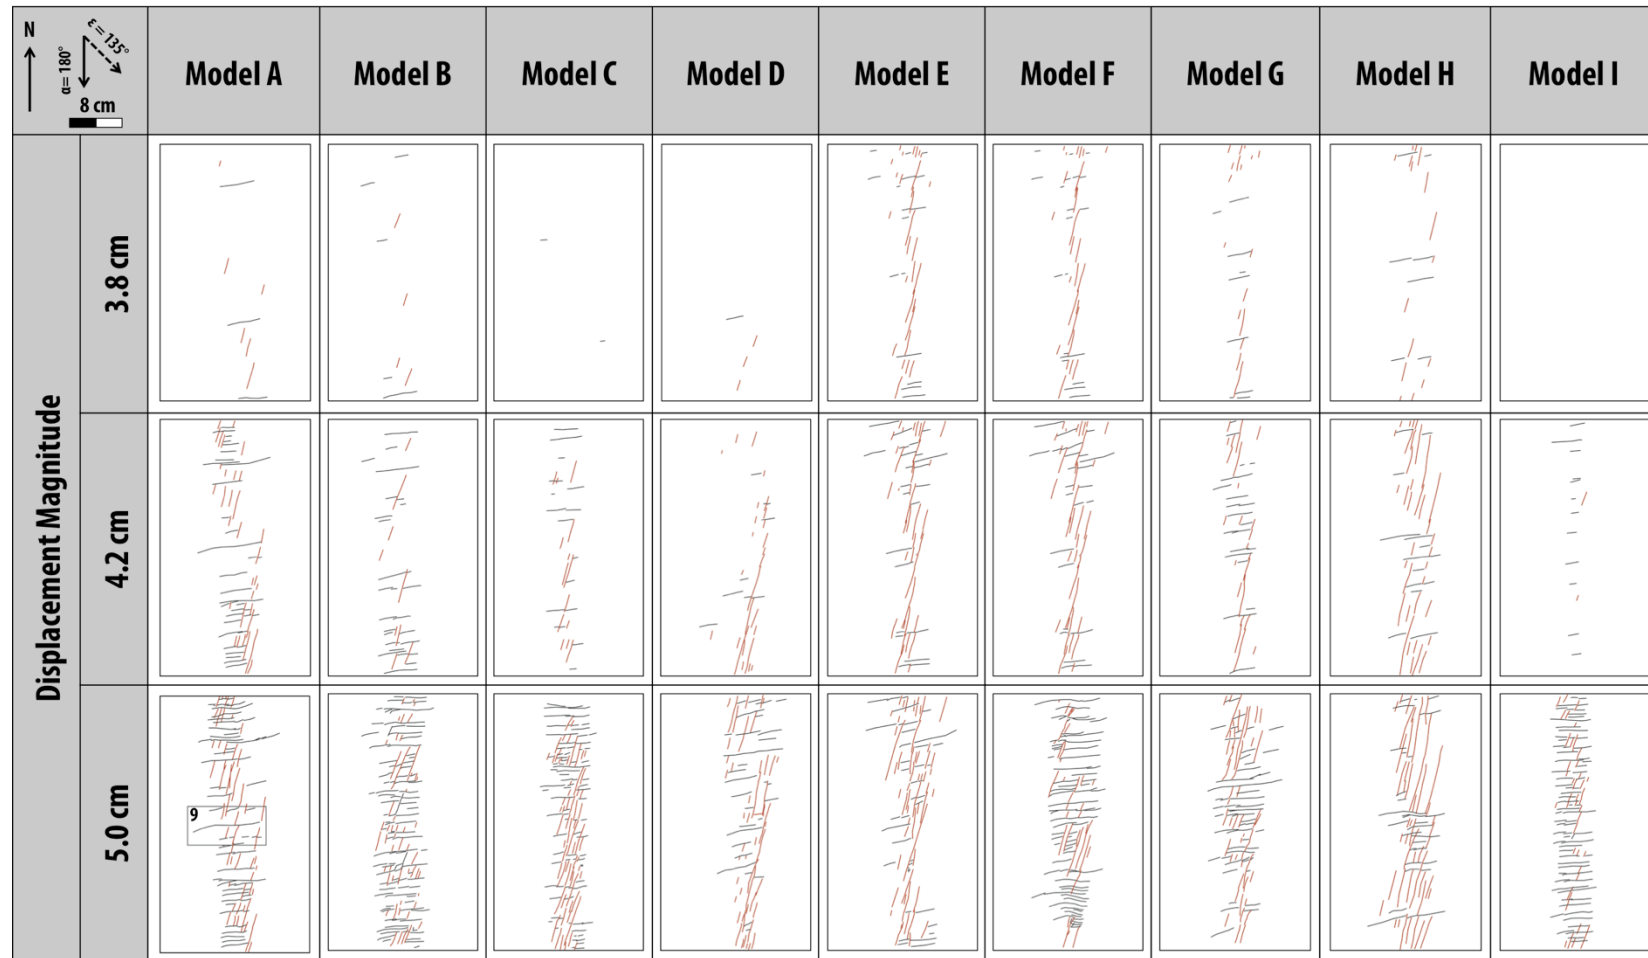 N
α= 180°
ε = 135°
8 cm
Model A
Model B
Model C
Model D
Model E
Model F
Model G
Model H
Model I
Displacement Magnitude
3.8 cm
4.2 cm
5.0 cm
9